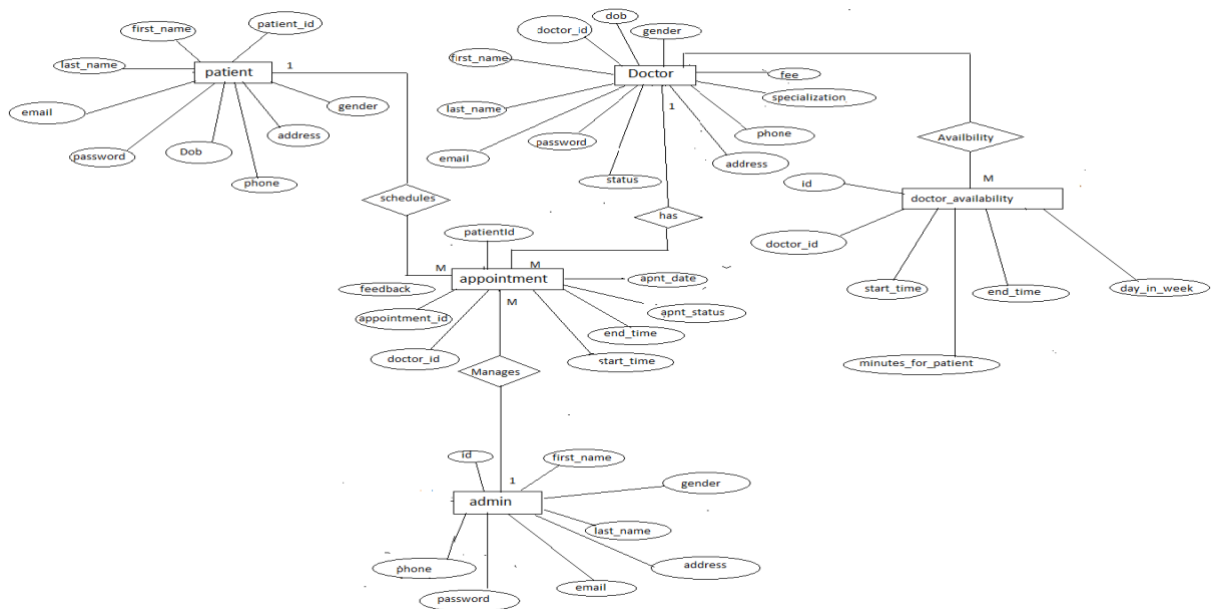 dob
first_name
patient_id
doctor_id
gender
last_name
patient
1
first_name
Doctor
fee
email
gender
last_name
1
specialization
password
Dob
address
email
password
phone
Availbility
phone
status
address
id
M
schedules
doctor_availability
has
patientId
doctor_id
M
M
feedback
appointment
apnt_date
start_time
end_time
day_in_week
M
appointment_id
apnt_status
end_time
doctor_id
start_time
minutes_for_patient
Manages
id
first_name
1
gender
admin
last_name
phone
address
email
password